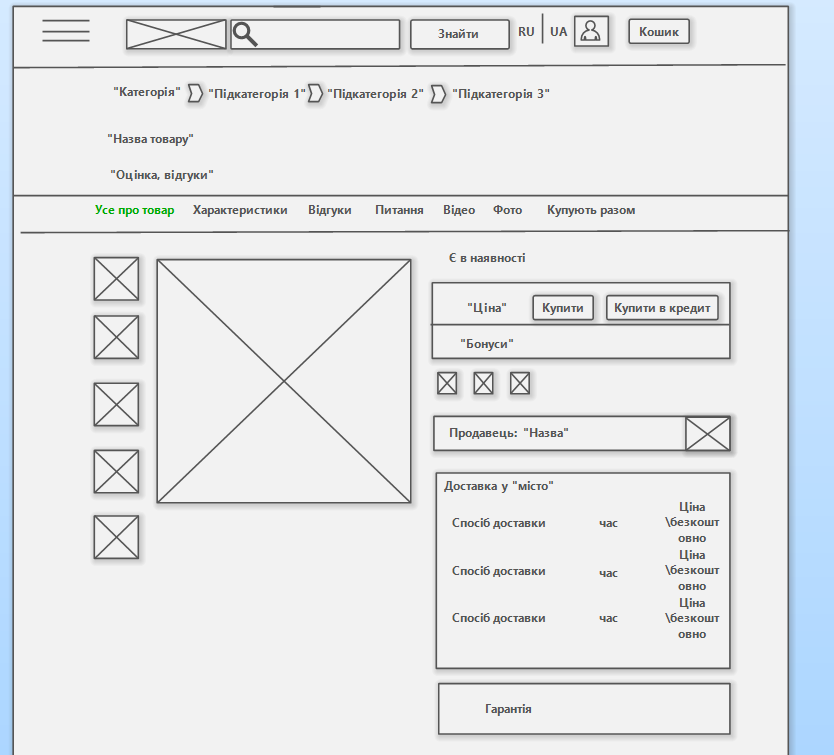 Знайти
RU
UA
Кошик
"Категорія"
"Підкатегорія 1"
"Підкатегорія 2"
"Підкатегорія 3"
"Назва товару"
"Оцінка, відгуки"
Усе про товар
Характеристики
Відгуки
Питання
Відео
Фото
Купують разом
Є в наявності
"Ціна"
Купити
Купити в кредит
"Бонуси"
Продавець: "Назва"
Доставка у "місто"
Спосіб доставки
час
Ціна
\безкошт
овно
Спосіб доставки
час
Ціна
\безкошт
овно
Спосіб доставки
час
Ціна
\безкошт
овно
Гарантія